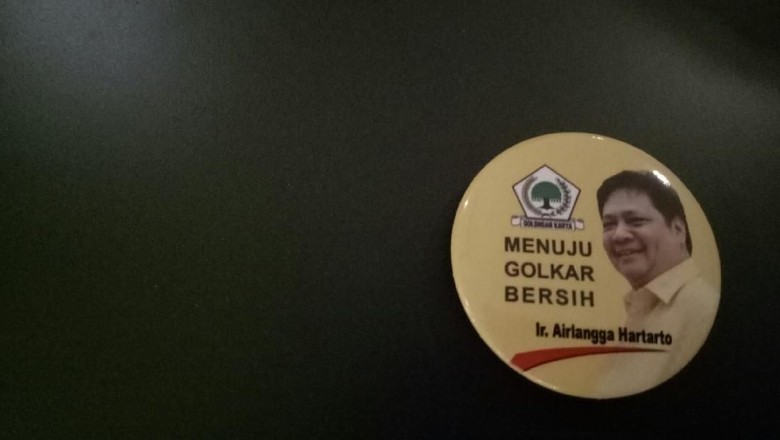 GOLONGAN KARYA
MENUJU
GOLKAR
BERSIH
Ir. Airlangga Hartarto